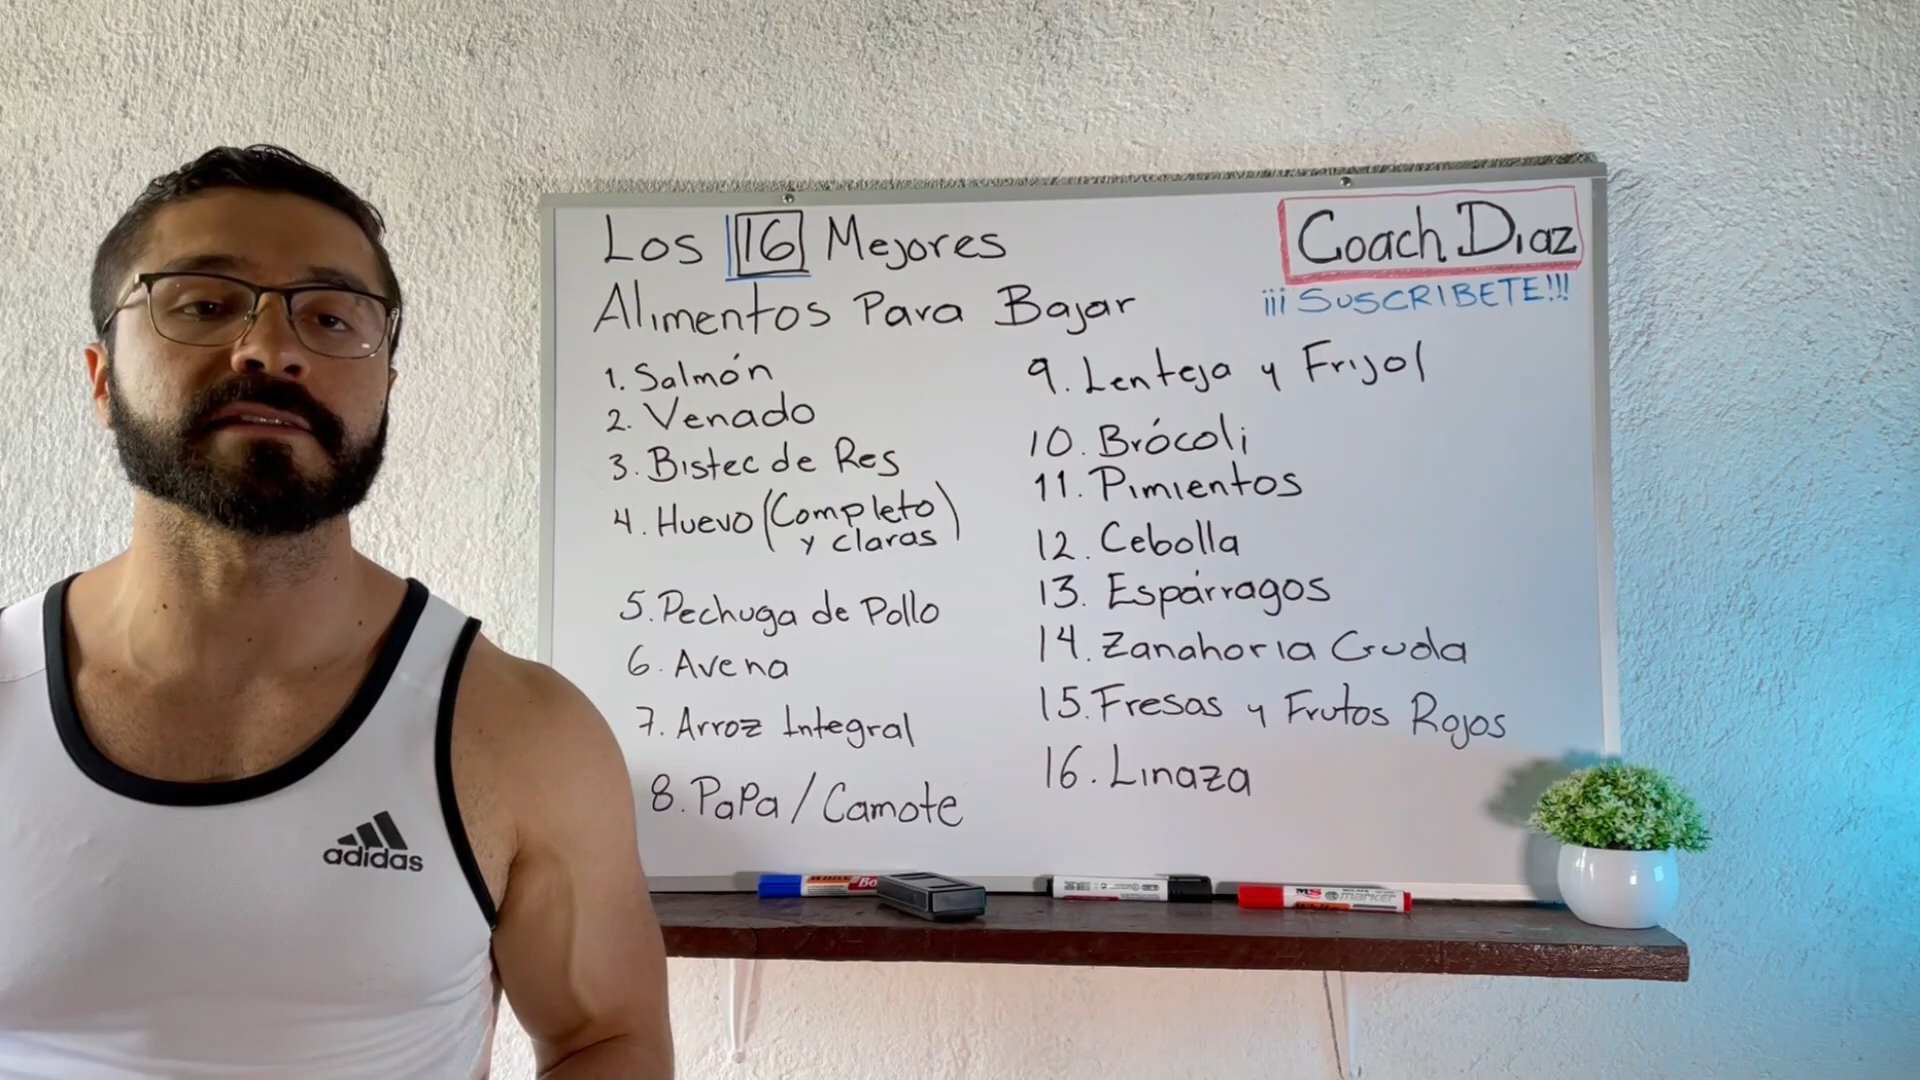 Los 16 Mejores
Alimentos Para Bajar
Coach Diaz
¡¡¡SUSCRIBETE!!!
1. Salmón
2. Venado
3. Bistec de Res
4. Huevo (Completo
y claras)
5. Pechuga de Pollo
6. Avena
7. Arroz Integral
8. Papa / Camote
9. Lenteja y Frijol
10. Brócoli
11. Pimientos
12. Cebolla
13. Espárragos
14. Zanahoria Cruda
15. Fresas y Frutos Rojos
16. Linaza
adidas
MS
marker